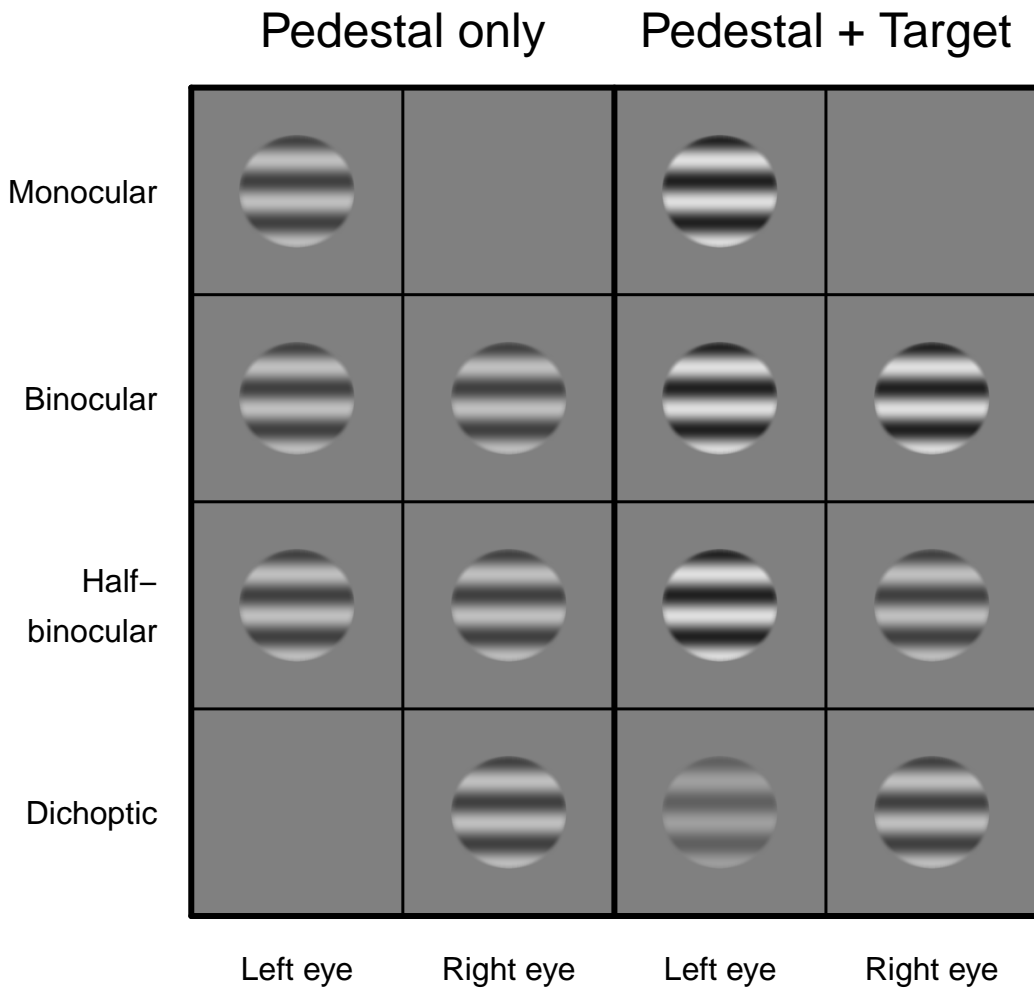 Pedestal only
Pedestal + Target
Monocular
Binocular
Half−
binocular
Dichoptic
Left eye
Right eye
Left eye
Right eye